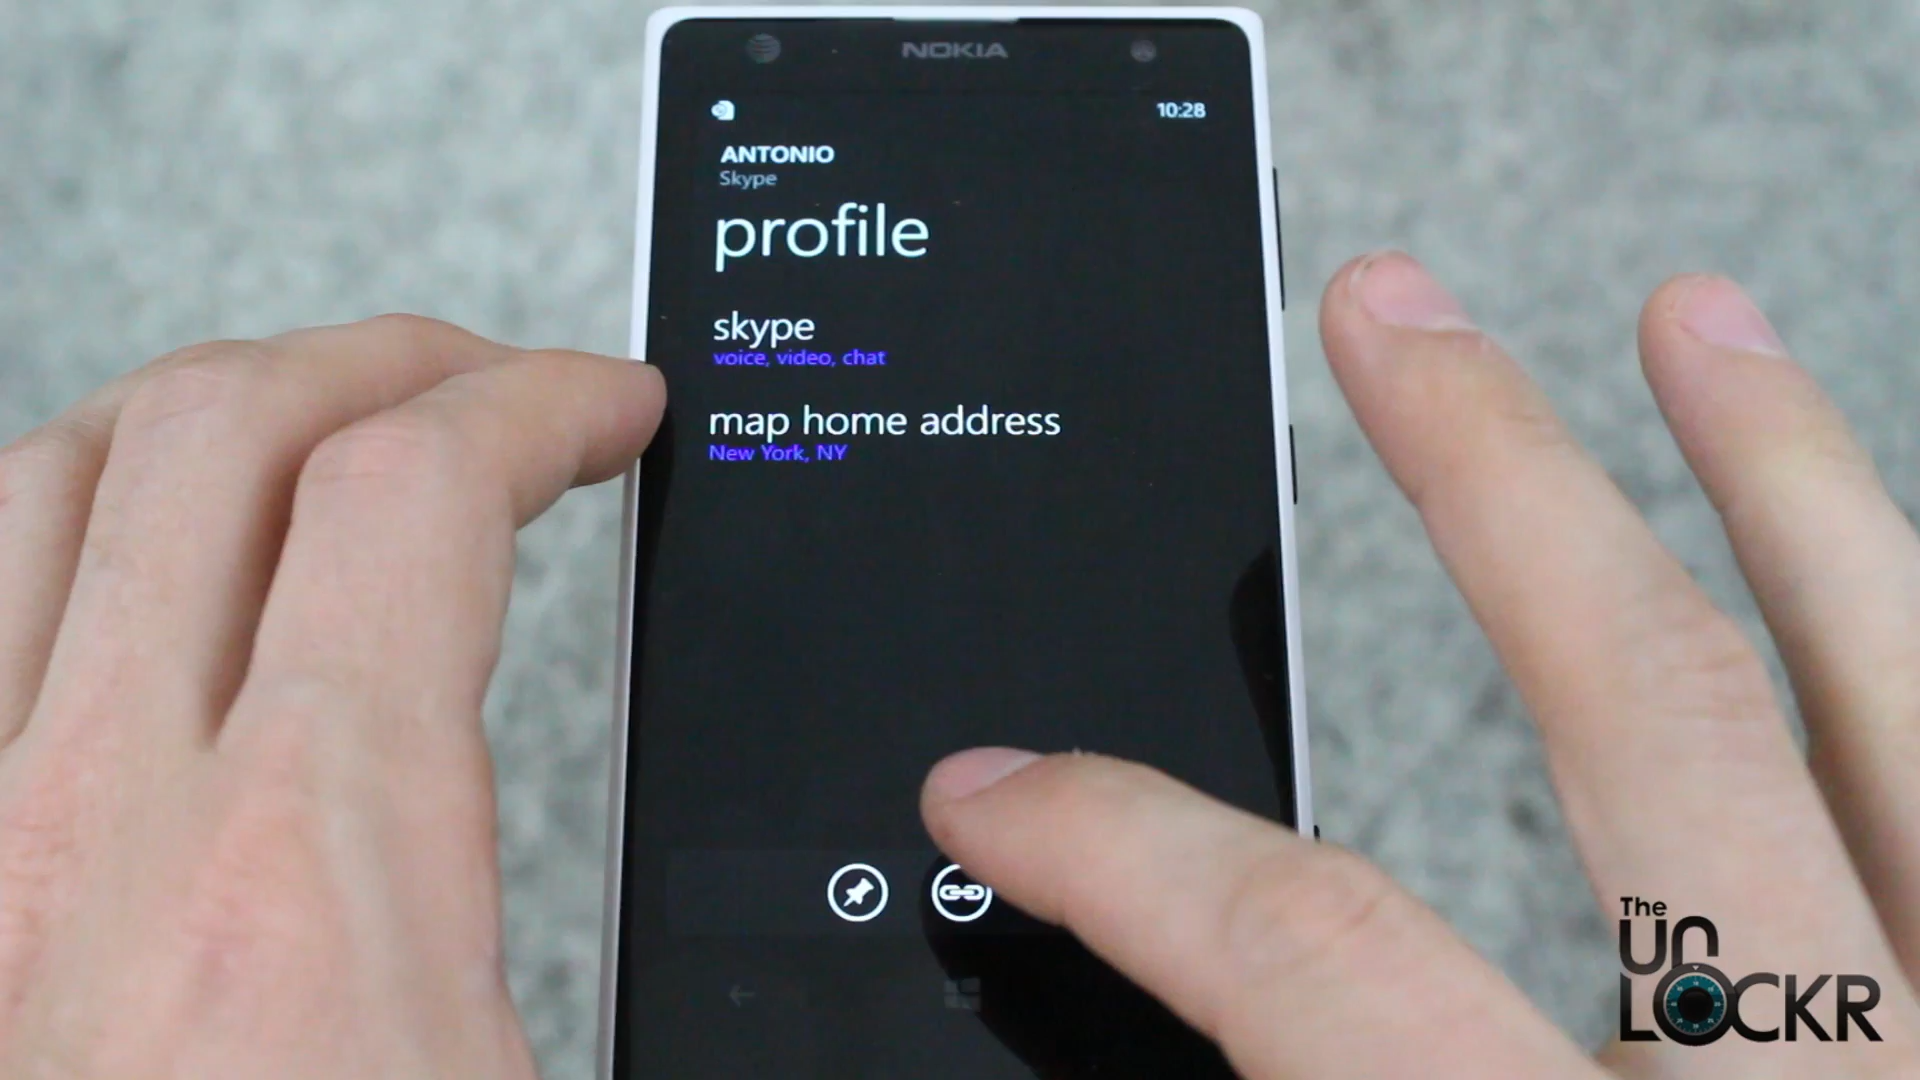 NOKIA
10:28
ANTONIO
Skype
profile
skype
voice, video, chat
map home address
New York, NY
The
UN
LOCKR